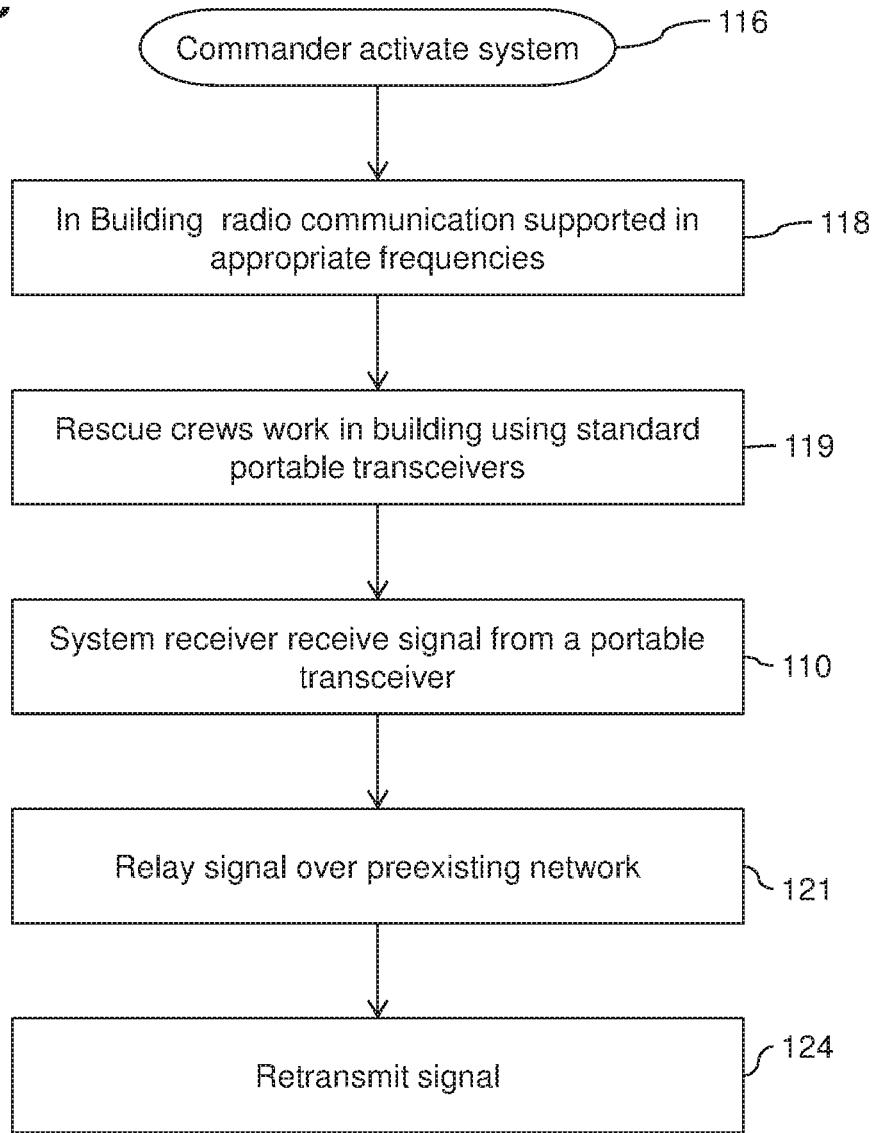 Commander activate system
116
In Building radio communication supported in
appropriate frequencies
118
Rescue crews work in building using standard
portable transceivers
119
System receiver receive signal from a portable
transceiver
110
Relay signal over preexisting network
121
Retransmit signal
124